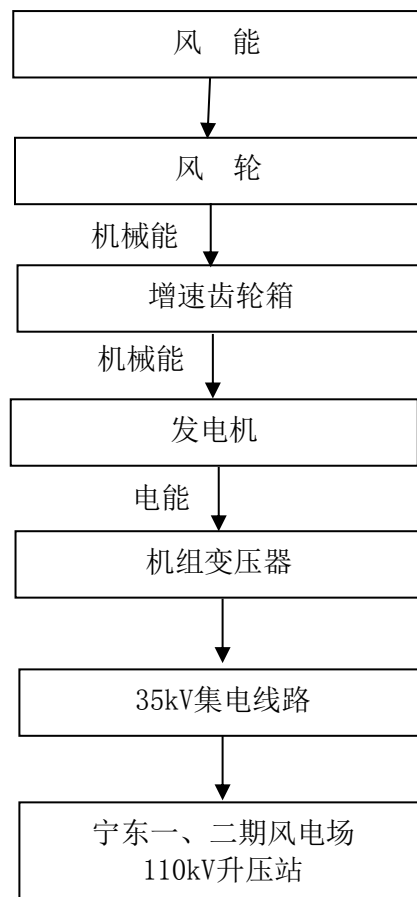 风 能
风 轮
机械能
增速齿轮箱
机械能
发电机
电能
机组变压器
35kV集电线路
宁东一、二期风电场
110kV升压站